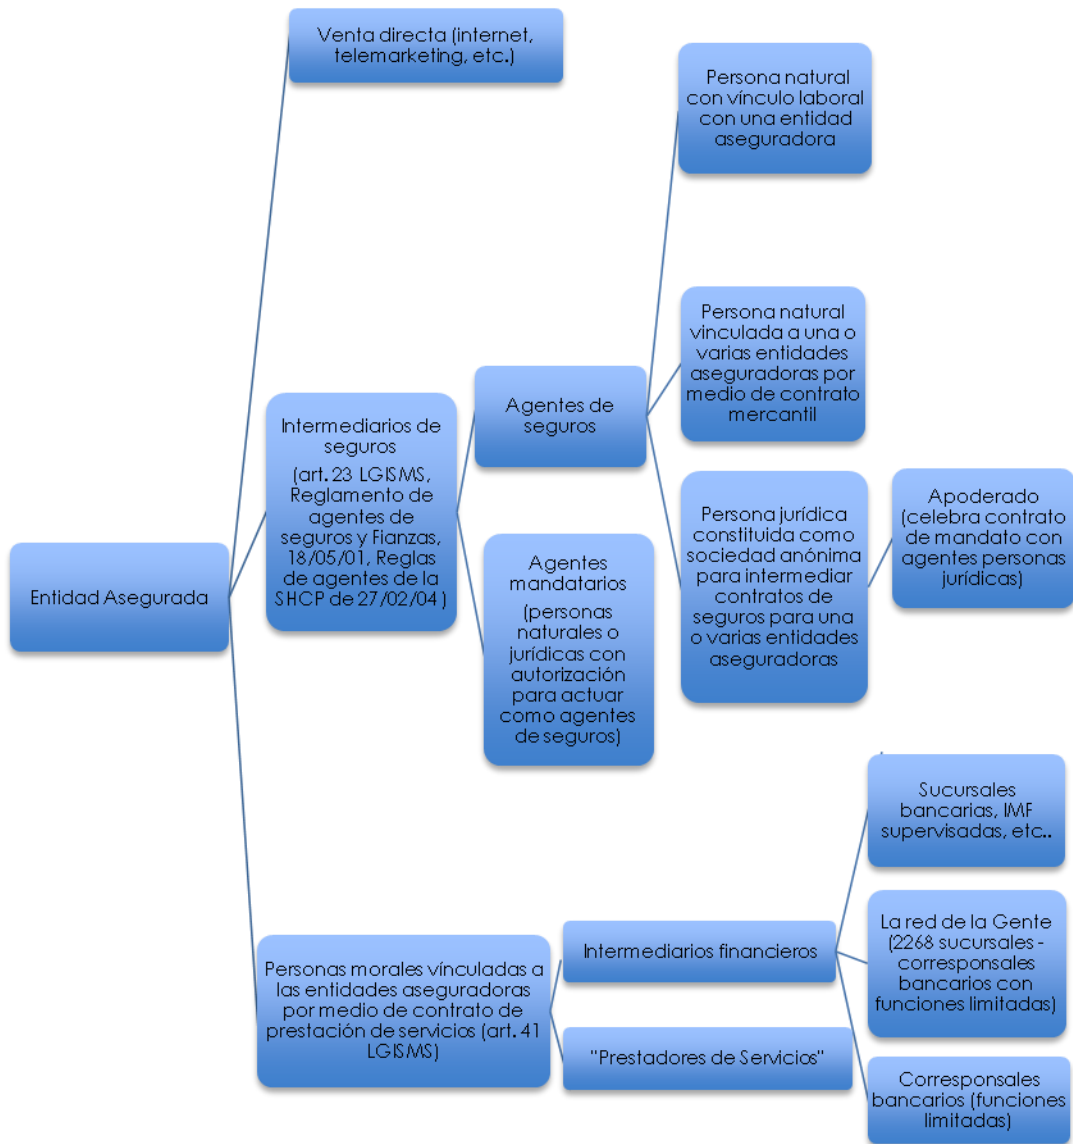 Venta directa (internet,
telemarketing, etc.)
Persona natural
con vínculo laboral
con una entidad
aseguradora
Persona natural
vinculada a una o
varias entidades
aseguradoras por
medio de contrato
mercantil
Agentes de
seguros
Intermediarios de
seguros
(art. 23 LGISMS,
Reglamento de
agentes de
seguros y Fianzas,
18/05/01, Reglas
de agentes de la
SHCP de 27/02/04)
Persona jurídica
constituida como
sociedad anónima
para intermediar
contratos de
seguros para una
o varias entidades
aseguradoras
Apoderado
(celebra contrato
de mandato con
agentes personas
jurídicas)
Entidad Asegurada
Agentes
mandatarios
(personas
naturales o
jurídicas con
autorización
para actuar
como agentes
de seguros)
Sucursales
bancarias, IMF
supervisadas, etc..
Intermediarios financieros
La red de la Gente
(2268 sucursales -
corresponsales
bancarios con
funciones limitadas)
Personas morales vínculadas a
las entidades aseguradoras
por medio de contrato de
prestación de servicios (art. 41
LGISMS)
"Prestadores de Servicios"
Corresponsales
bancarios (funciones
limitadas)